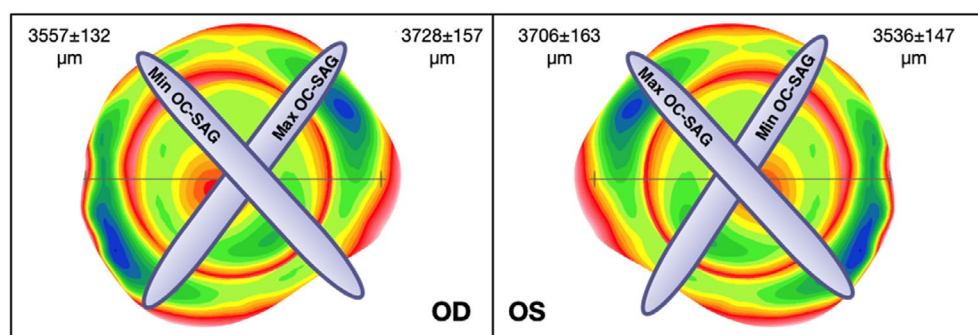 3557±132
µm
3728±157
µm
Min OC-SAG
Max OC-SAG
OD
3706±163
µm
3536±147
µm
Max OC-SAG
Min OC-SAG
OS